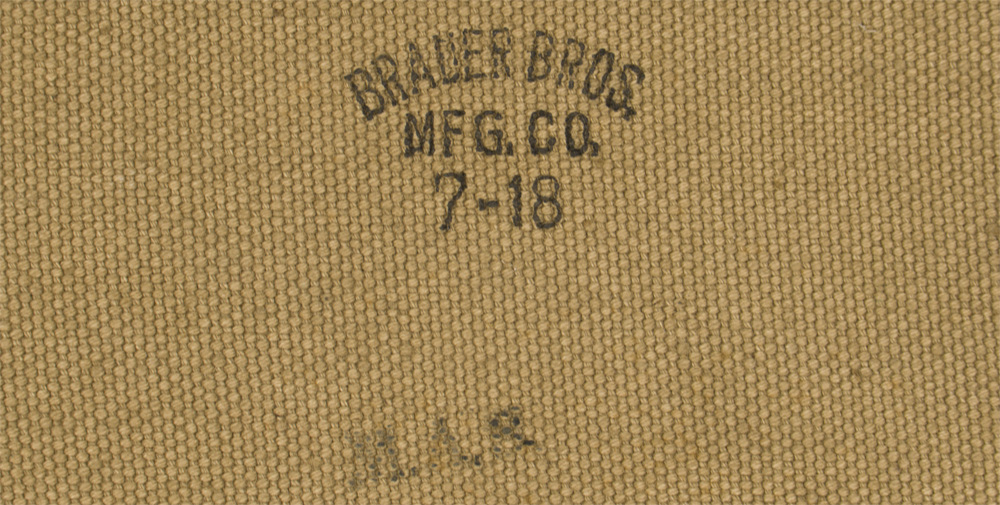 BRAUER BROS.
MFG. CO.
7-18